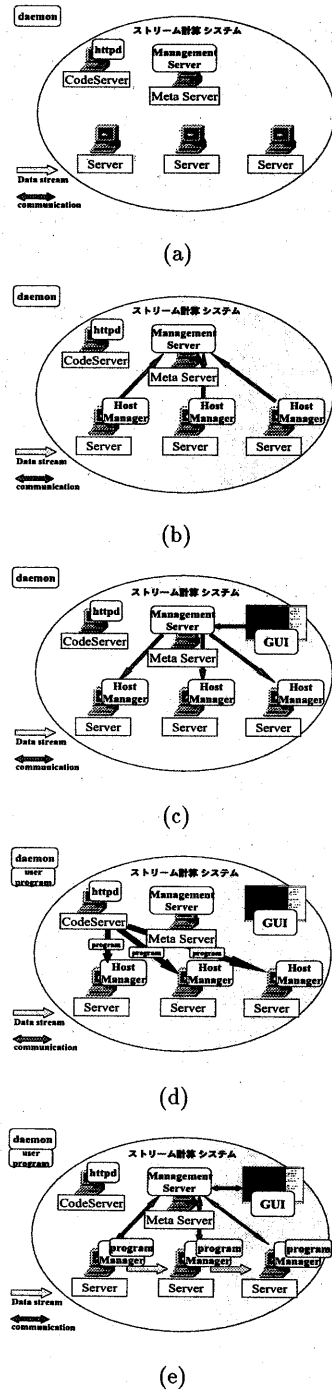 daemon
ストリーム計算 システム
httpd
CodeServer
Management
Server
Meta Server
Server
Server
Server
Data stream
communication
(a)
daemon
ストリーム計算 システム
httpd
CodeServer
Management
Server
Meta Server
Host
Manager
Host
Manager
Host
Manager
Server
Server
Server
Data stream
communication
(b)
daemon
ストリーム計算 システム
httpd
CodeServer
Management
Server
Meta Server
GUI
Host
Manager
Host
Manager
Host
Manager
Server
Server
Server
Data stream
communication
(c)
daemon
user
program
ストリーム計算 システム
httpd
CodeServer
Management
Server
Meta Server
GUI
program
program
program
Host
Manager
Host
Manager
Host
Manager
Server
Server
Server
Data stream
communication
(d)
daemon
user
program
ストリーム計算 システム
httpd
CodeServer
Management
Server
Meta Server
GUI
program
Manager
program
Manager
program
Manager
Server
Server
Server
Data stream
communication
(e)